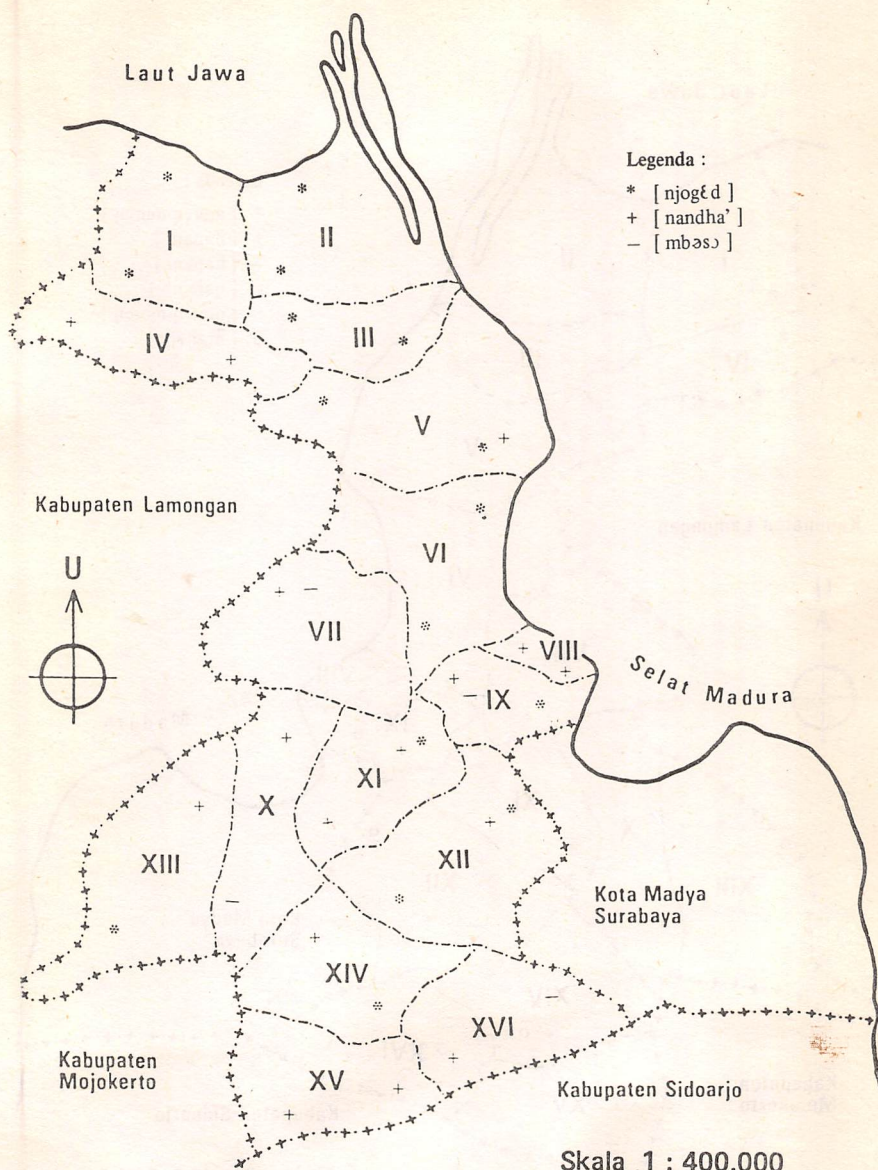 Laut Jawa
Legenda :
* [ njogɛd ]
+ [ nandha' ]
– [ mbəsɔ ]
I
II
III
IV
V
Kabupaten Lamongan
U
VI
VII
VIII
Selat Madura
IX
X
XI
XII
XIII
Kota Madya
Surabaya
XIV
XVI
Kabupaten
Mojokerto
XV
Kabupaten Sidoarjo
Skala 1 : 400.000